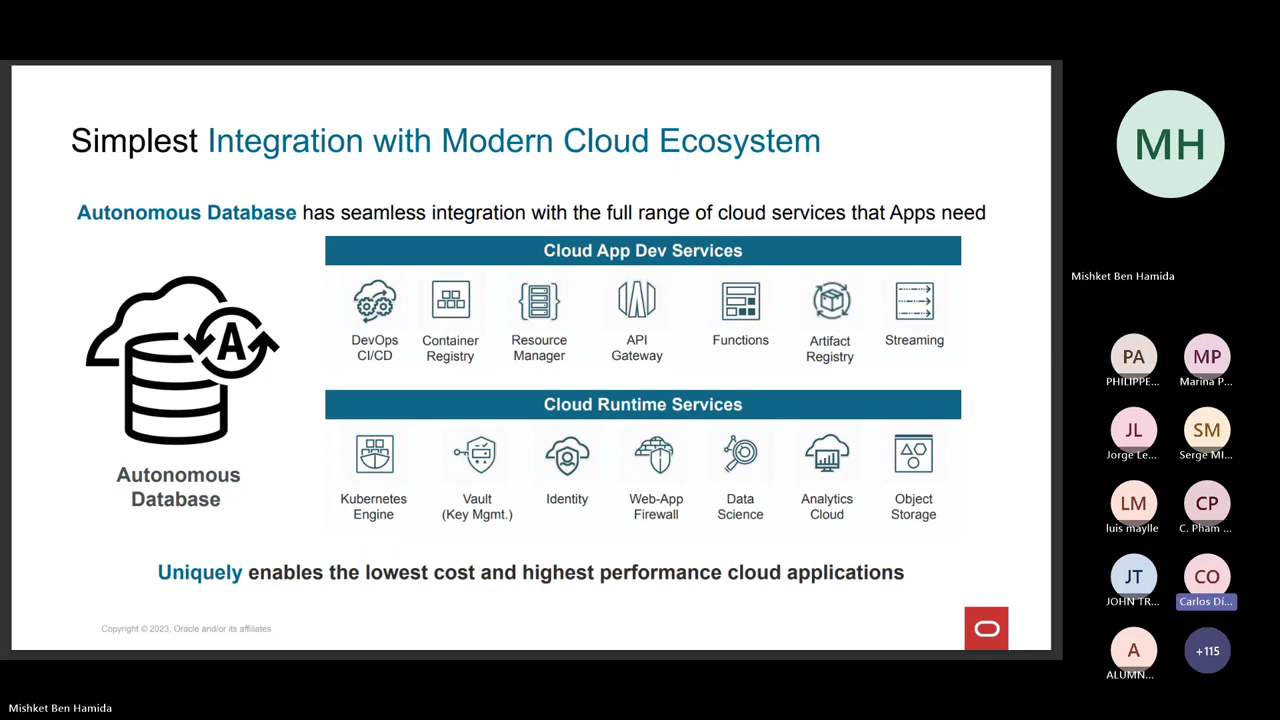 Simplest Integration with Modern Cloud Ecosystem
Autonomous Database has seamless integration with the full range of cloud services that Apps need
Cloud App Dev Services
DevOps CI/CD
Container Registry
Resource Manager
API Gateway
Functions
Artifact Registry
Streaming
A
Autonomous
Database
Cloud Runtime Services
Kubernetes Engine
Vault (Key Mgmt.)
Identity
Web-App Firewall
Data Science
Analytics Cloud
Object Storage
Uniquely enables the lowest cost and highest performance cloud applications
Copyright © 2023, Oracle and/or its affiliates
MH
Mishket Ben Hamida
PA
MP
PHILIPPE...
Marina P...
JL
SM
Jorge Le...
Serge MI...
LM
CP
luis maylle
C. Pham ...
JT
CO
JOHN TR...
Carlos Dí...
A
+115
ALUMN...
Mishket Ben Hamida